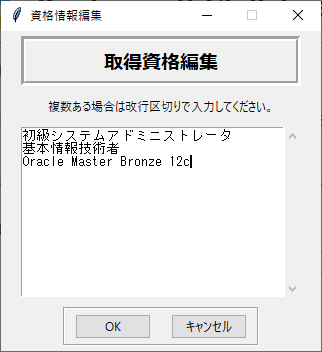 資格情報編集
取得資格編集
複数ある場合は改行区切りで入力してください。
初級システムアドミニストレータ
基本情報技術者
Oracle Master Bronze 12c
OK
キャンセル